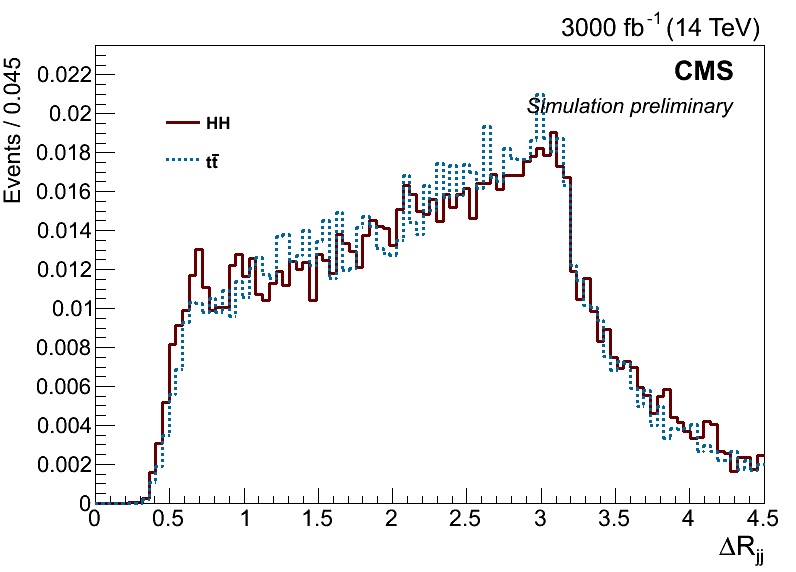 3000 fb⁻¹ (14 TeV)
CMS
Simulation preliminary
HH
tt̄
Events / 0.045
0.022
0.02
0.018
0.016
0.014
0.012
0.01
0.008
0.006
0.004
0.002
0
0 0.5 1 1.5 2 2.5 3 3.5 4 4.5
ΔR_jj